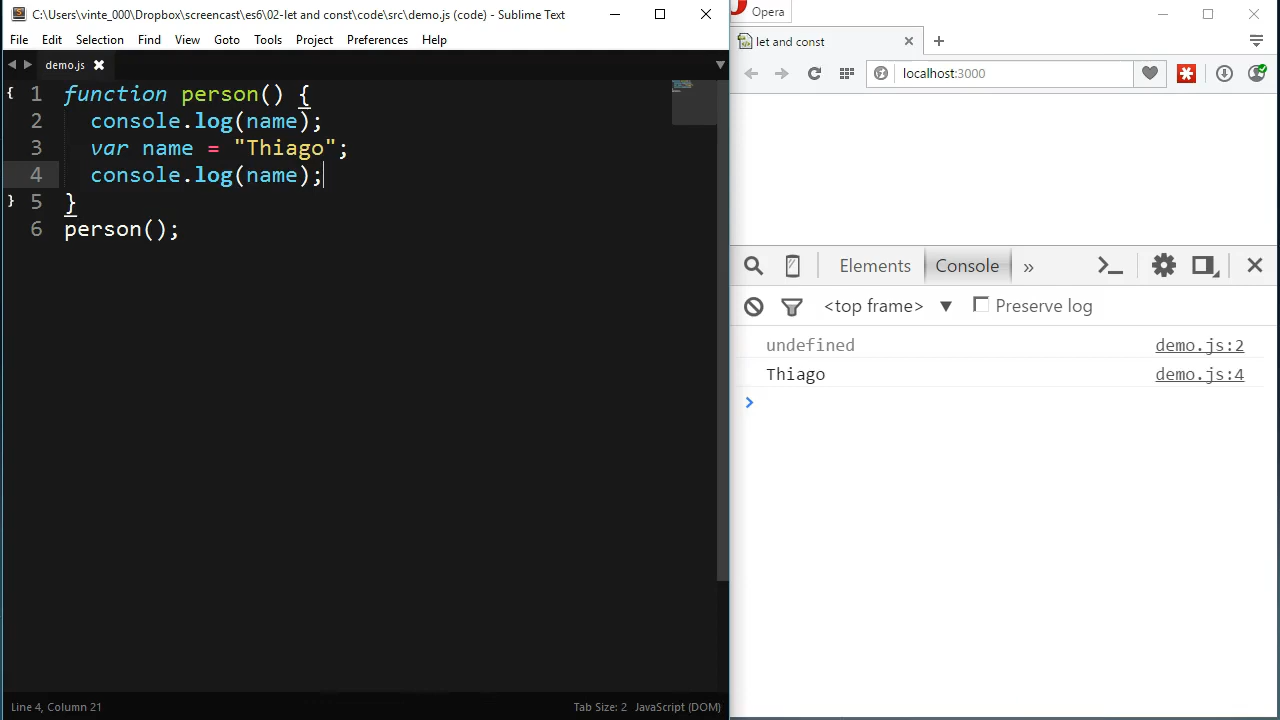 C:\Users\vinte_000\Dropbox\screencast\es6\02-let and const\code\src\demo.js (code) - Sublime Text
File Edit Selection Find View Goto Tools Project Preferences Help
demo.js
1 function person() {
2 console.log(name);
3 var name = "Thiago";
4 console.log(name);
5 }
6 person();
Line 4, Column 21
Tab Size: 2 JavaScript (DOM)
Opera
let and const
localhost:3000
Elements Console »
<top frame> ▼ Preserve log
undefined demo.js:2
Thiago demo.js:4